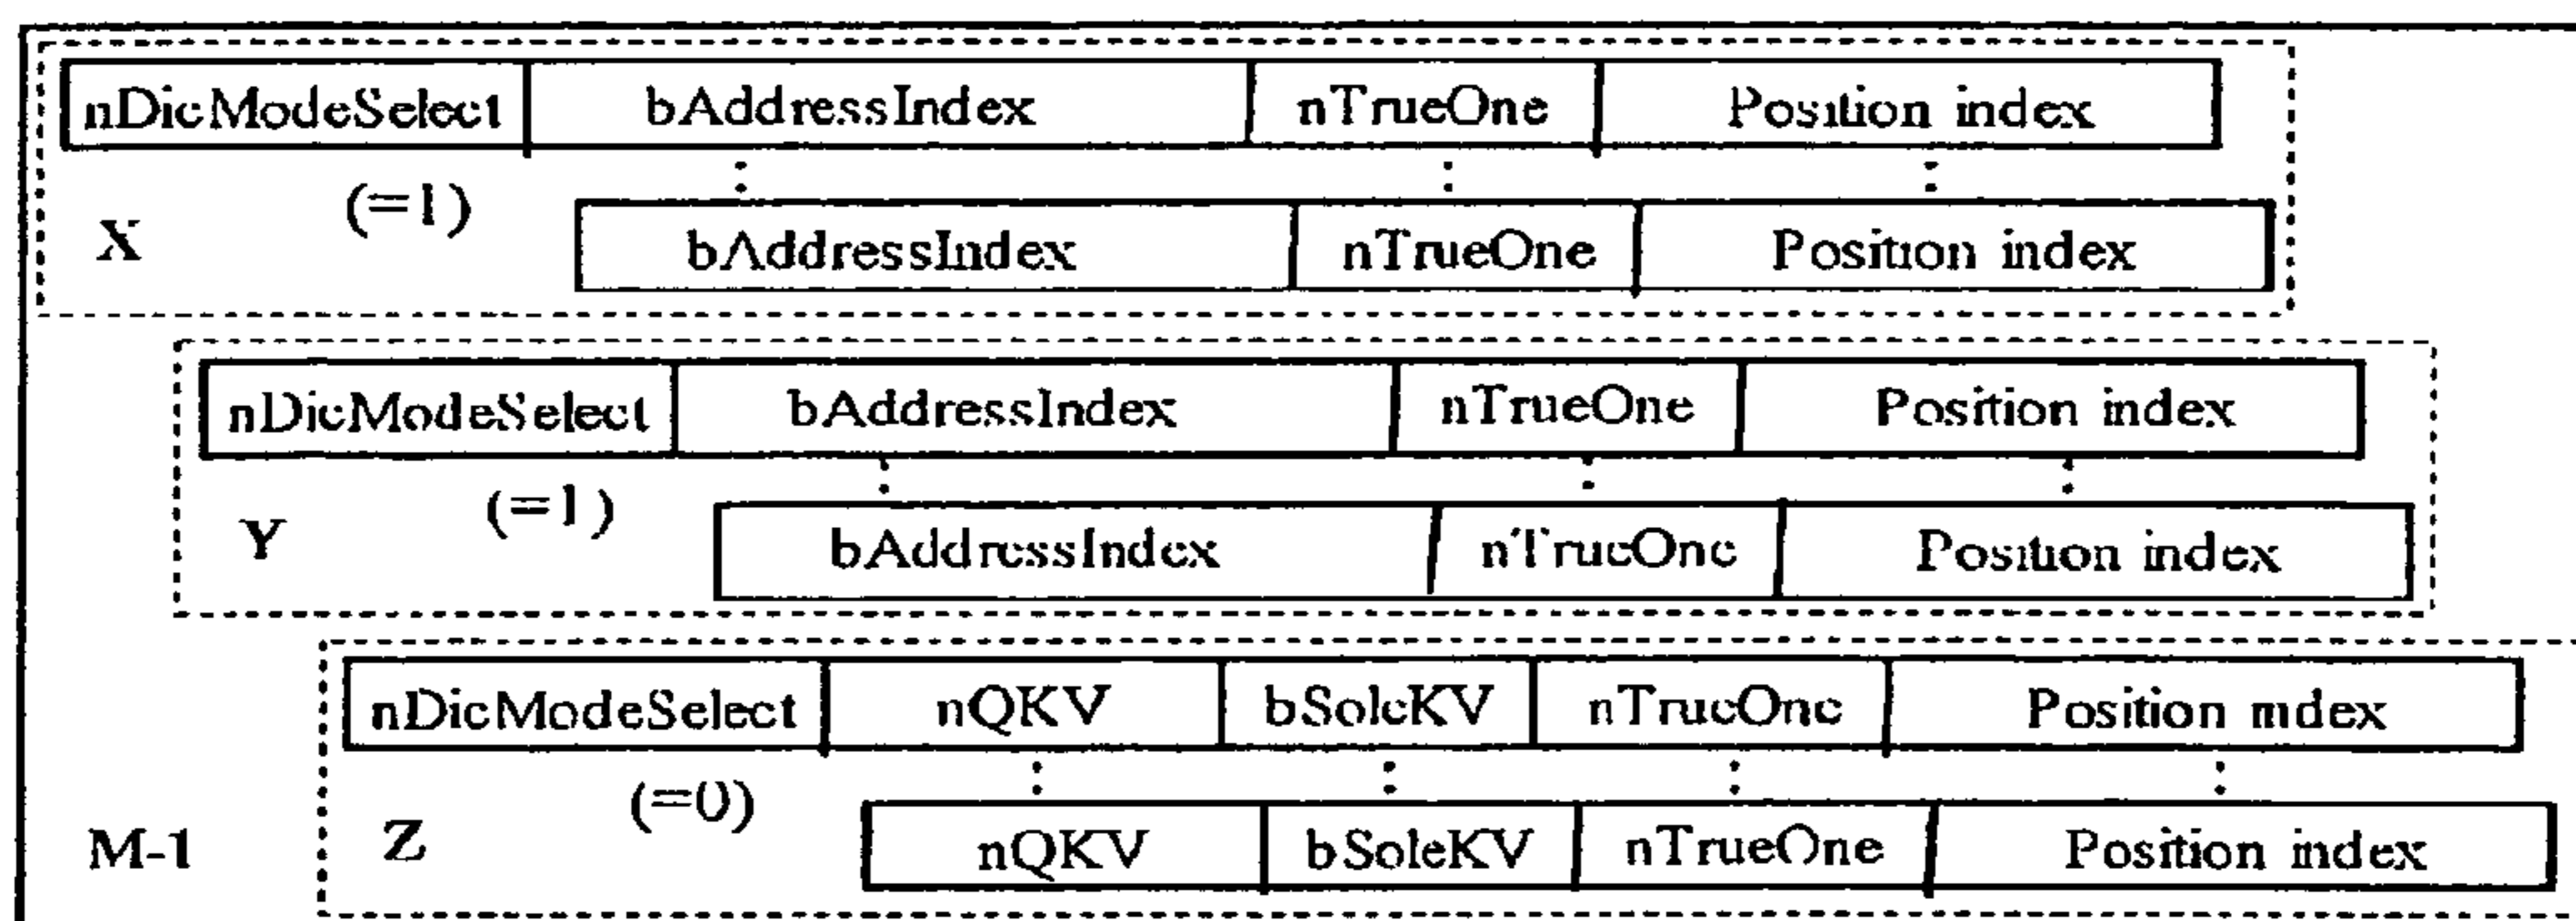 nDicModeSelect bAddressIndex nTrueOne Position index
(=1)
X
bAddressIndex nTrueOne Position index
nDicModeSelect bAddressIndex nTrueOne Position index
(=1)
Y
bAddressIndex nTrueOne Position index
nDicModeSelect nQKV bSoleKV nTrueOne Position index
(=0)
M-1 Z
nQKV bSoleKV nTrueOne Position index